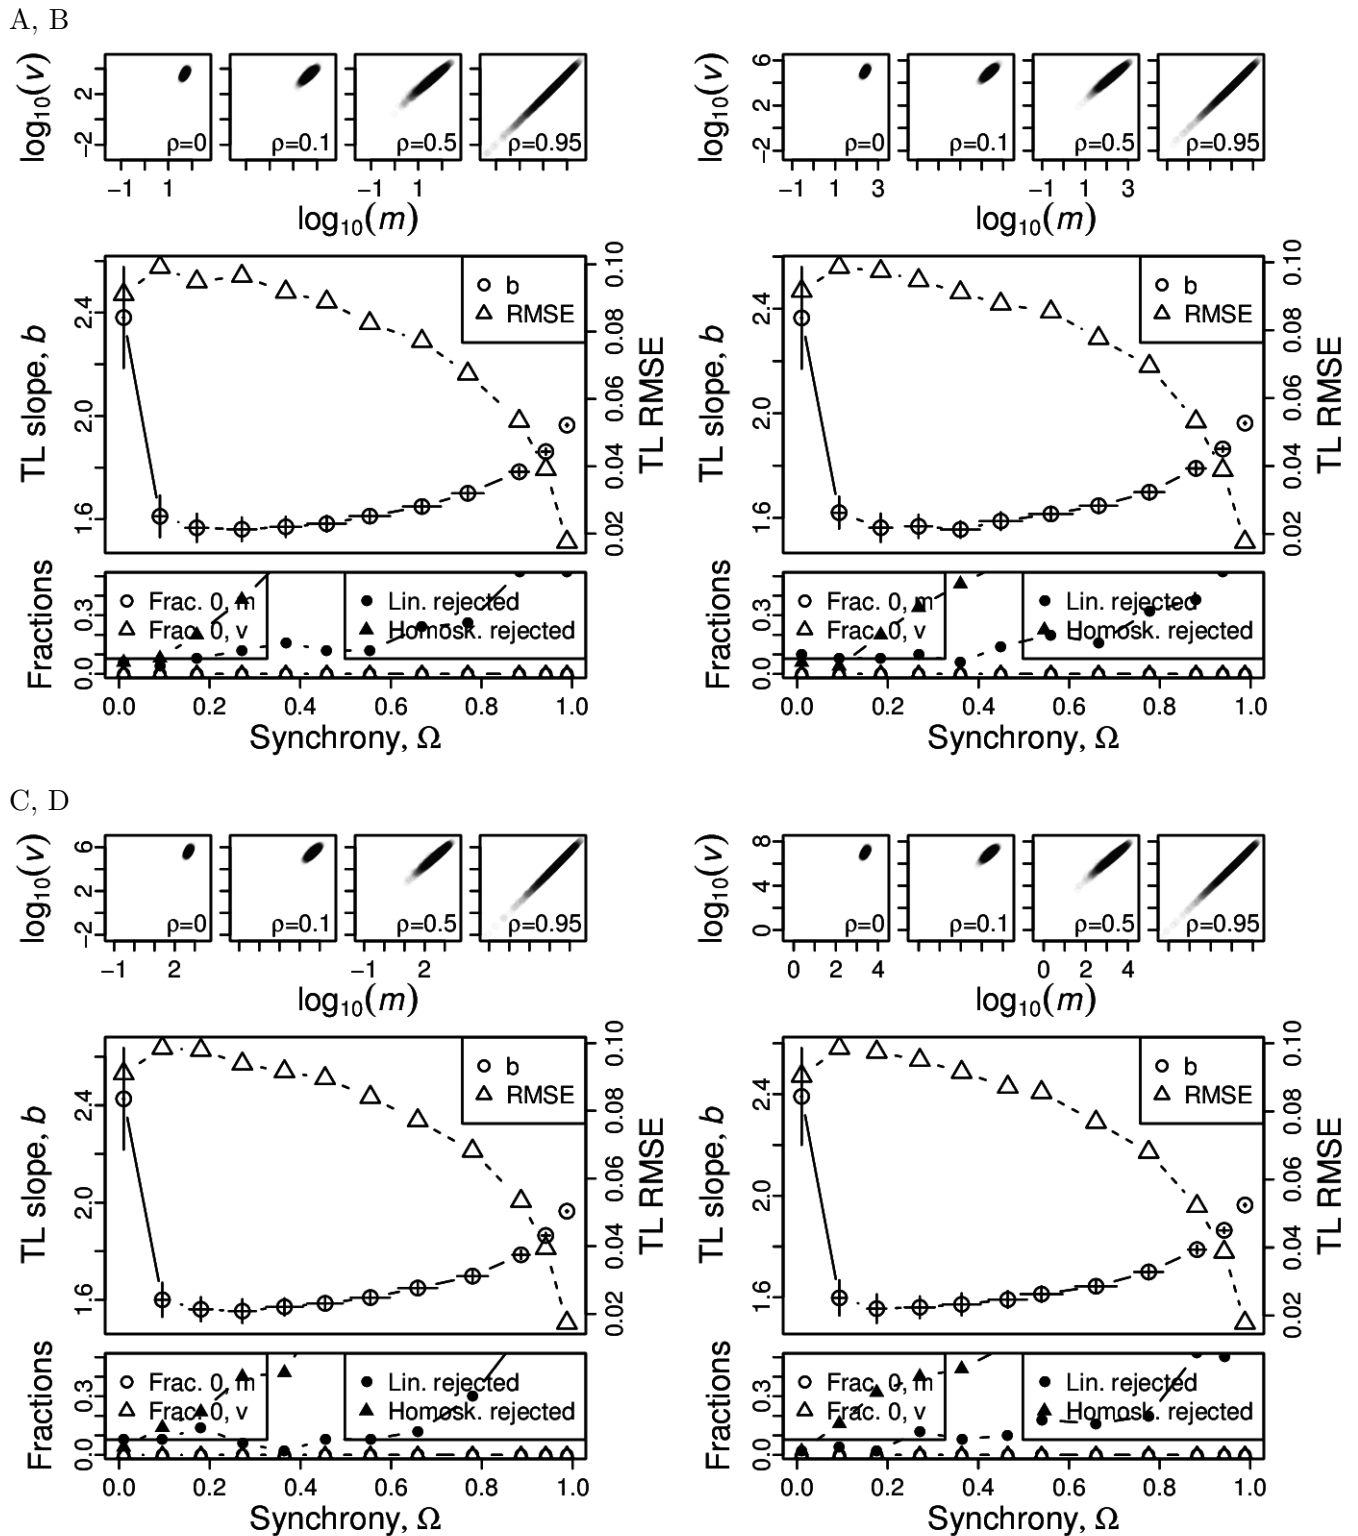 A, B
log10(v)
2
−2
ρ=0
ρ=0.1
ρ=0.5
ρ=0.95
−1 1
−1 1
log10(m)
log10(v)
6
2
−2
ρ=0
ρ=0.1
ρ=0.5
ρ=0.95
−1 1 3
−1 1 3
log10(m)
TL slope, b
2.4
2.0
1.6
b
RMSE
0.10
0.08
0.06
0.04
0.02
TL RMSE
TL slope, b
2.4
2.0
1.6
b
RMSE
0.10
0.08
0.06
0.04
0.02
TL RMSE
Fractions
0.3
0.0
Frac. 0, m
Frac. 0, v
Lin. rejected
Homosk. rejected
0.0 0.2 0.4 0.6 0.8 1.0
Synchrony, Ω
Fractions
0.3
0.0
Frac. 0, m
Frac. 0, v
Lin. rejected
Homosk. rejected
0.0 0.2 0.4 0.6 0.8 1.0
Synchrony, Ω
C, D
log10(v)
6
2
−2
ρ=0
ρ=0.1
ρ=0.5
ρ=0.95
−1 2
−1 2
log10(m)
log10(v)
8
4
0
ρ=0
ρ=0.1
ρ=0.5
ρ=0.95
0 2 4
0 2 4
log10(m)
TL slope, b
2.4
2.0
1.6
b
RMSE
0.10
0.08
0.06
0.04
0.02
TL RMSE
TL slope, b
2.4
2.0
1.6
b
RMSE
0.10
0.08
0.06
0.04
0.02
TL RMSE
Fractions
0.3
0.0
Frac. 0, m
Frac. 0, v
Lin. rejected
Homosk. rejected
0.0 0.2 0.4 0.6 0.8 1.0
Synchrony, Ω
Fractions
0.3
0.0
Frac. 0, m
Frac. 0, v
Lin. rejected
Homosk. rejected
0.0 0.2 0.4 0.6 0.8 1.0
Synchrony, Ω